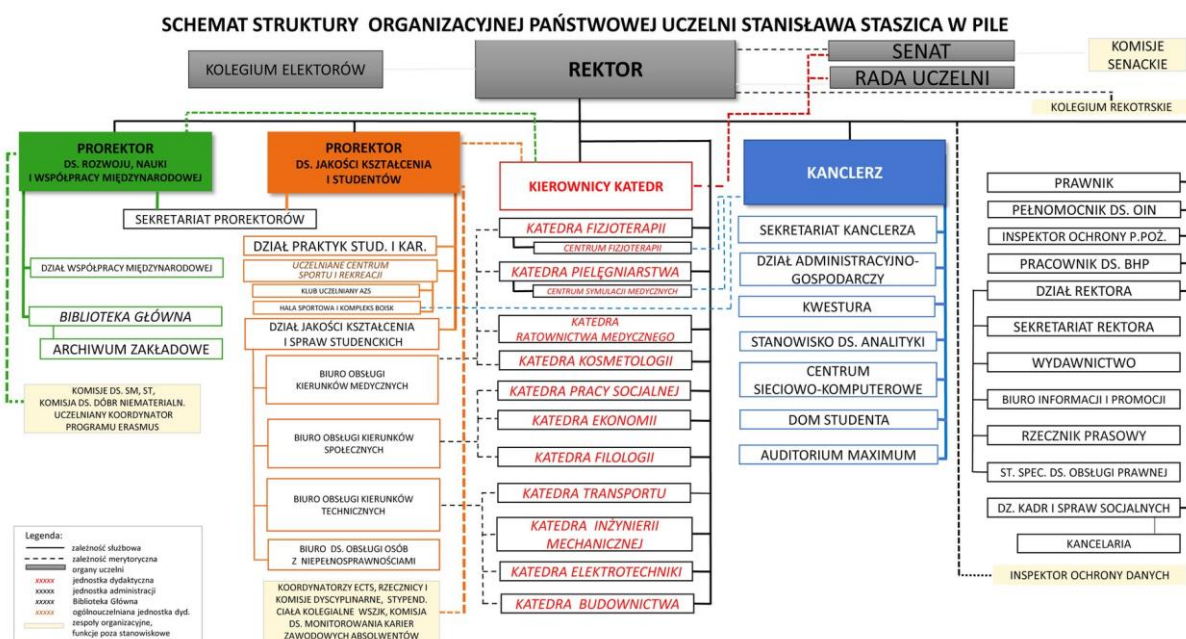 SCHEMAT STRUKTURY ORGANIZACYJNEJ PAŃSTWOWEJ UCZELNI STANISŁAWA STASZICA W PILE
KOLEGIUM ELEKTORÓW
REKTOR
SENAT
RADA UCZELNI
KOMISJE
SENACKIE
KOLEGIUM REKOTRSKIE
PROREKTOR
DS. ROZWOJU, NAUKI
I WSPÓŁPRACY MIĘDZYNARODOWEJ
PROREKTOR
DS. JAKOŚCI KSZTAŁCENIA
I STUDENTÓW
SEKRETARIAT PROREKTORÓW
DZIAŁ WSPÓŁPRACY MIĘDZYNARODOWEJ
BIBLIOTEKA GŁÓWNA
ARCHIWUM ZAKŁADOWE
KOMISJE DS. SM, ST,
KOMISJA DS. DÓBR NIEMATERIALN.
UCZELNIANY KOORDYNATOR
PROGRAMU ERASMUS
DZIAŁ PRAKTYK STUD. I KAR.
UCZELNIANE CENTRUM
SPORTU I REKREACJI
KLUB UCZELNIANY AZS
HALA SPORTOWA I KOMPLEKS BOISK
DZIAŁ JAKOŚCI KSZTAŁCENIA
I SPRAW STUDENCKICH
BIURO OBSŁUGI
KIERUNKÓW MEDYCZNYCH
BIURO OBSŁUGI KIERUNKÓW
SPOŁECZNYCH
BIURO OBSŁUGI KIERUNKÓW
TECHNICZNYCH
BIURO DS. OBSŁUGI OSÓB
Z NIEPEŁNOSPRAWNOŚCIAMI
KOORDYNATORZY ECTS, RZECZNICY I
KOMISJE DYSCYPLINARNE, STYPEND.
CIAŁA KOLEGIALNE WSZJK, KOMISJA
DS. MONITOROWANIA KARIER
ZAWODOWYCH ABSOLWENTÓW
KIEROWNICY KATEDR
KATEDRA FIZJOTERAPII
CENTRUM FIZJOTERAPII
KATEDRA PIELĘGNIARSTWA
CENTRUM SYMULACJI MEDYCZNYCH
KATEDRA
RATOWNICTWA MEDYCZNEGO
KATEDRA KOSMETOLOGII
KATEDRA PRACY SOCJALNEJ
KATEDRA EKONOMII
KATEDRA FILOLOGII
KATEDRA TRANSPORTU
KATEDRA INŻYNIERII
MECHANICZNEJ
KATEDRA ELEKTROTECHNIKI
KATEDRA BUDOWNICTWA
KANCLERZ
SEKRETARIAT KANCLERZA
DZIAŁ ADMINISTRACYJNO-
GOSPODARCZY
KWESTURA
STANOWISKO DS. ANALITYKI
CENTRUM
SIECIOWO-KOMPUTEROWE
DOM STUDENTA
AUDITORIUM MAXIMUM
PRAWNIK
PEŁNOMOCNIK DS. OIN
INSPEKTOR OCHRONY P.POŻ.
PRACOWNIK DS. BHP
DZIAŁ REKTORA
SEKRETARIAT REKTORA
WYDAWNICTWO
BIURO INFORMACJI I PROMOCJI
RZECZNIK PRASOWY
ST. SPEC. DS. OBSŁUGI PRAWNEJ
DZ. KADR I SPRAW SOCJALNYCH
KANCELARIA
INSPEKTOR OCHRONY DANYCH
Legenda:
zależność służbowa
zależność merytoryczna
organy uczelni
xxxxx jednostka dydaktyczna
xxxxx jednostka administracji
xxxxx Biblioteka Główna
xxxxx ogólnouczelniana jednostka dyd.
zespoły organizacyjne,
funkcje poza stanowiskowe